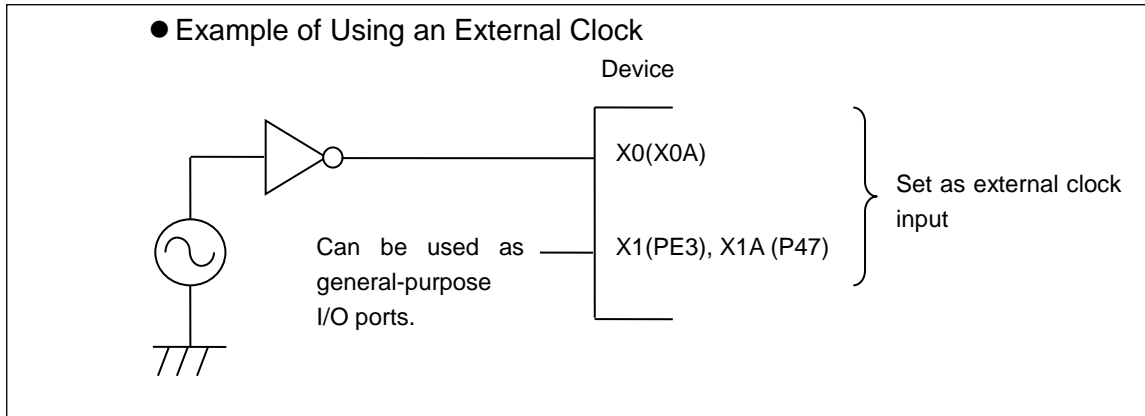 ● Example of Using an External Clock
Device
X0(X0A)
Set as external clock
input
Can be used as
general-purpose
I/O ports.
X1(PE3), X1A (P47)